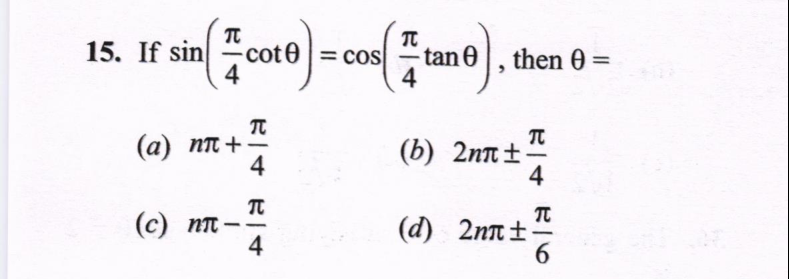 15. If sin(π/4 cotθ) = cos(π/4 tanθ), then θ =
(a) nπ + π/4 (b) 2nπ ± π/4
(c) nπ − π/4 (d) 2nπ ± π/6